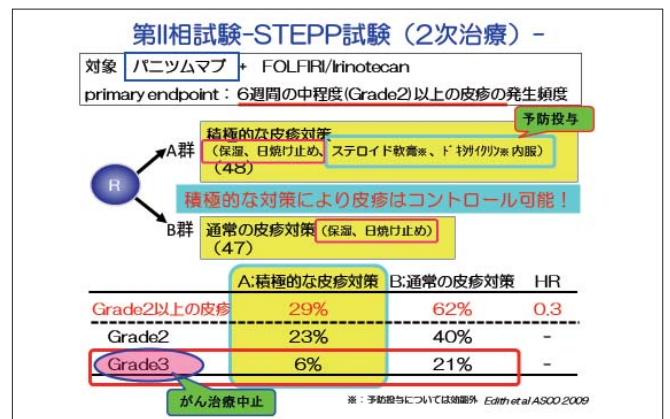 第II相試験-STEPP試験（2次治療）-
対象 パニツムマブ + FOLFIRI/Irinotecan
primary endpoint：6週間の中程度(Grade2)以上の皮疹の発生頻度
予防投与
積極的な皮疹対策
A群 (保湿、日焼け止め、ステロイド軟膏※、ﾄﾞｷｼｻｲｸﾘﾝ※内服)
(48)
R
積極的な対策により皮疹はコントロール可能！
B群 通常の皮疹対策(保湿、日焼け止め)
(47)
A:積極的な皮疹対策 B:通常の皮疹対策 HR
Grade2以上の皮疹 29% 62% 0.3
Grade2 23% 40% -
Grade3 6% 21% -
がん治療中止
※：予防投与については効能外 Edith et al ASCO 2009